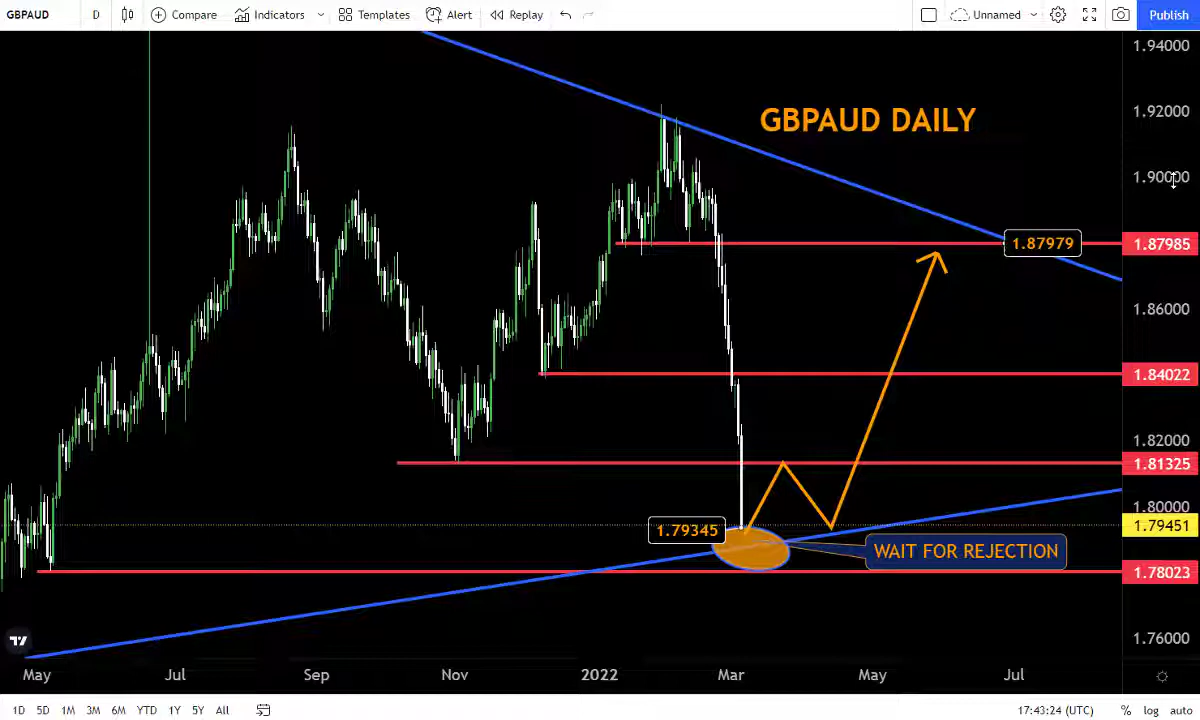 GBPAUD D Compare Indicators Templates Alert Replay Unnamed Publish
1.94000
GBPAUD DAILY
1.92000
1.90000
1.87979 1.87985
1.86000
1.84022
1.82000
1.81325
1.80000
1.79345 1.79451
WAIT FOR REJECTION
1.78023
1.76000
May Jul Sep Nov 2022 Mar May Jul
1D 5D 1M 3M 6M YTD 1Y 5Y All 17:43:24 (UTC) % log auto